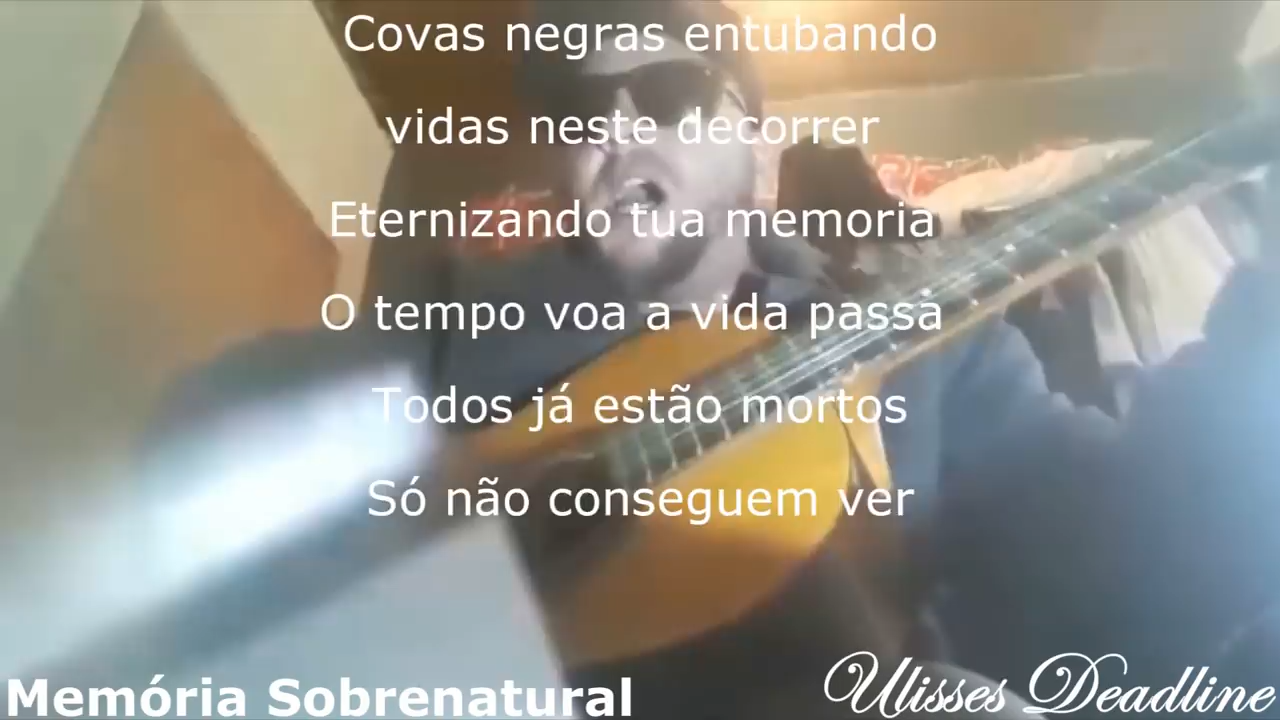 Covas negras entubando
vidas neste decorrer
Eternizando tua memoria
O tempo voa a vida passa
Todos já estão mortos
Só não conseguem ver
Memória Sobrenatural
Ulisses Deadline